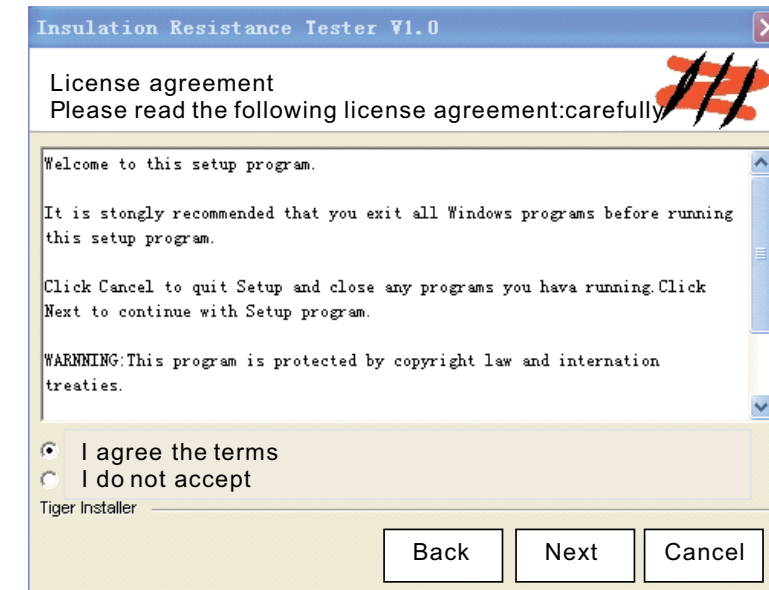 Insulation Resistance Tester V1.0
License agreement
Please read the following license agreement:carefully
Welcome to this setup program.
It is stongly recommended that you exit all Windows programs before running
this setup program.
Click Cancel to quit Setup and close any programs you hava running.Click
Next to continue with Setup program.
WARNNING:This program is protected by copyright law and internation
treaties.
I agree the terms
I do not accept
Tiger Installer
Back Next Cancel